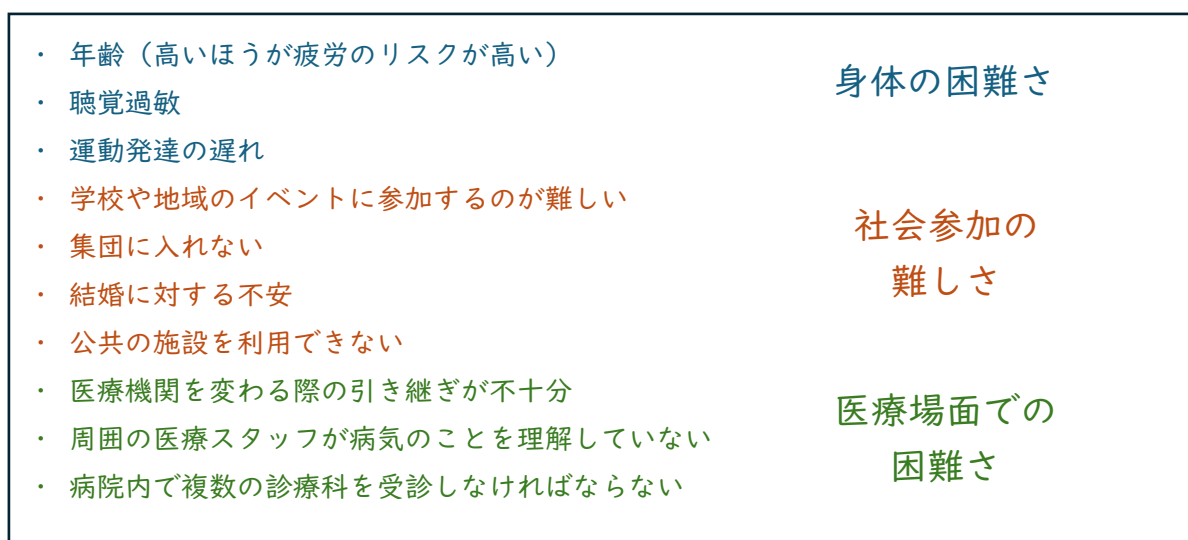 ・ 年齢（高いほうが疲労のリスクが高い）
・ 聴覚過敏
・ 運動発達の遅れ
身体の困難さ
・ 学校や地域のイベントに参加するのが難しい
・ 集団に入れない
・ 結婚に対する不安
・ 公共の施設を利用できない
社会参加の
難しさ
・ 医療機関を変わる際の引き継ぎが不十分
・ 周囲の医療スタッフが病気のことを理解していない
・ 病院内で複数の診療科を受診しなければならない
医療場面での
困難さ